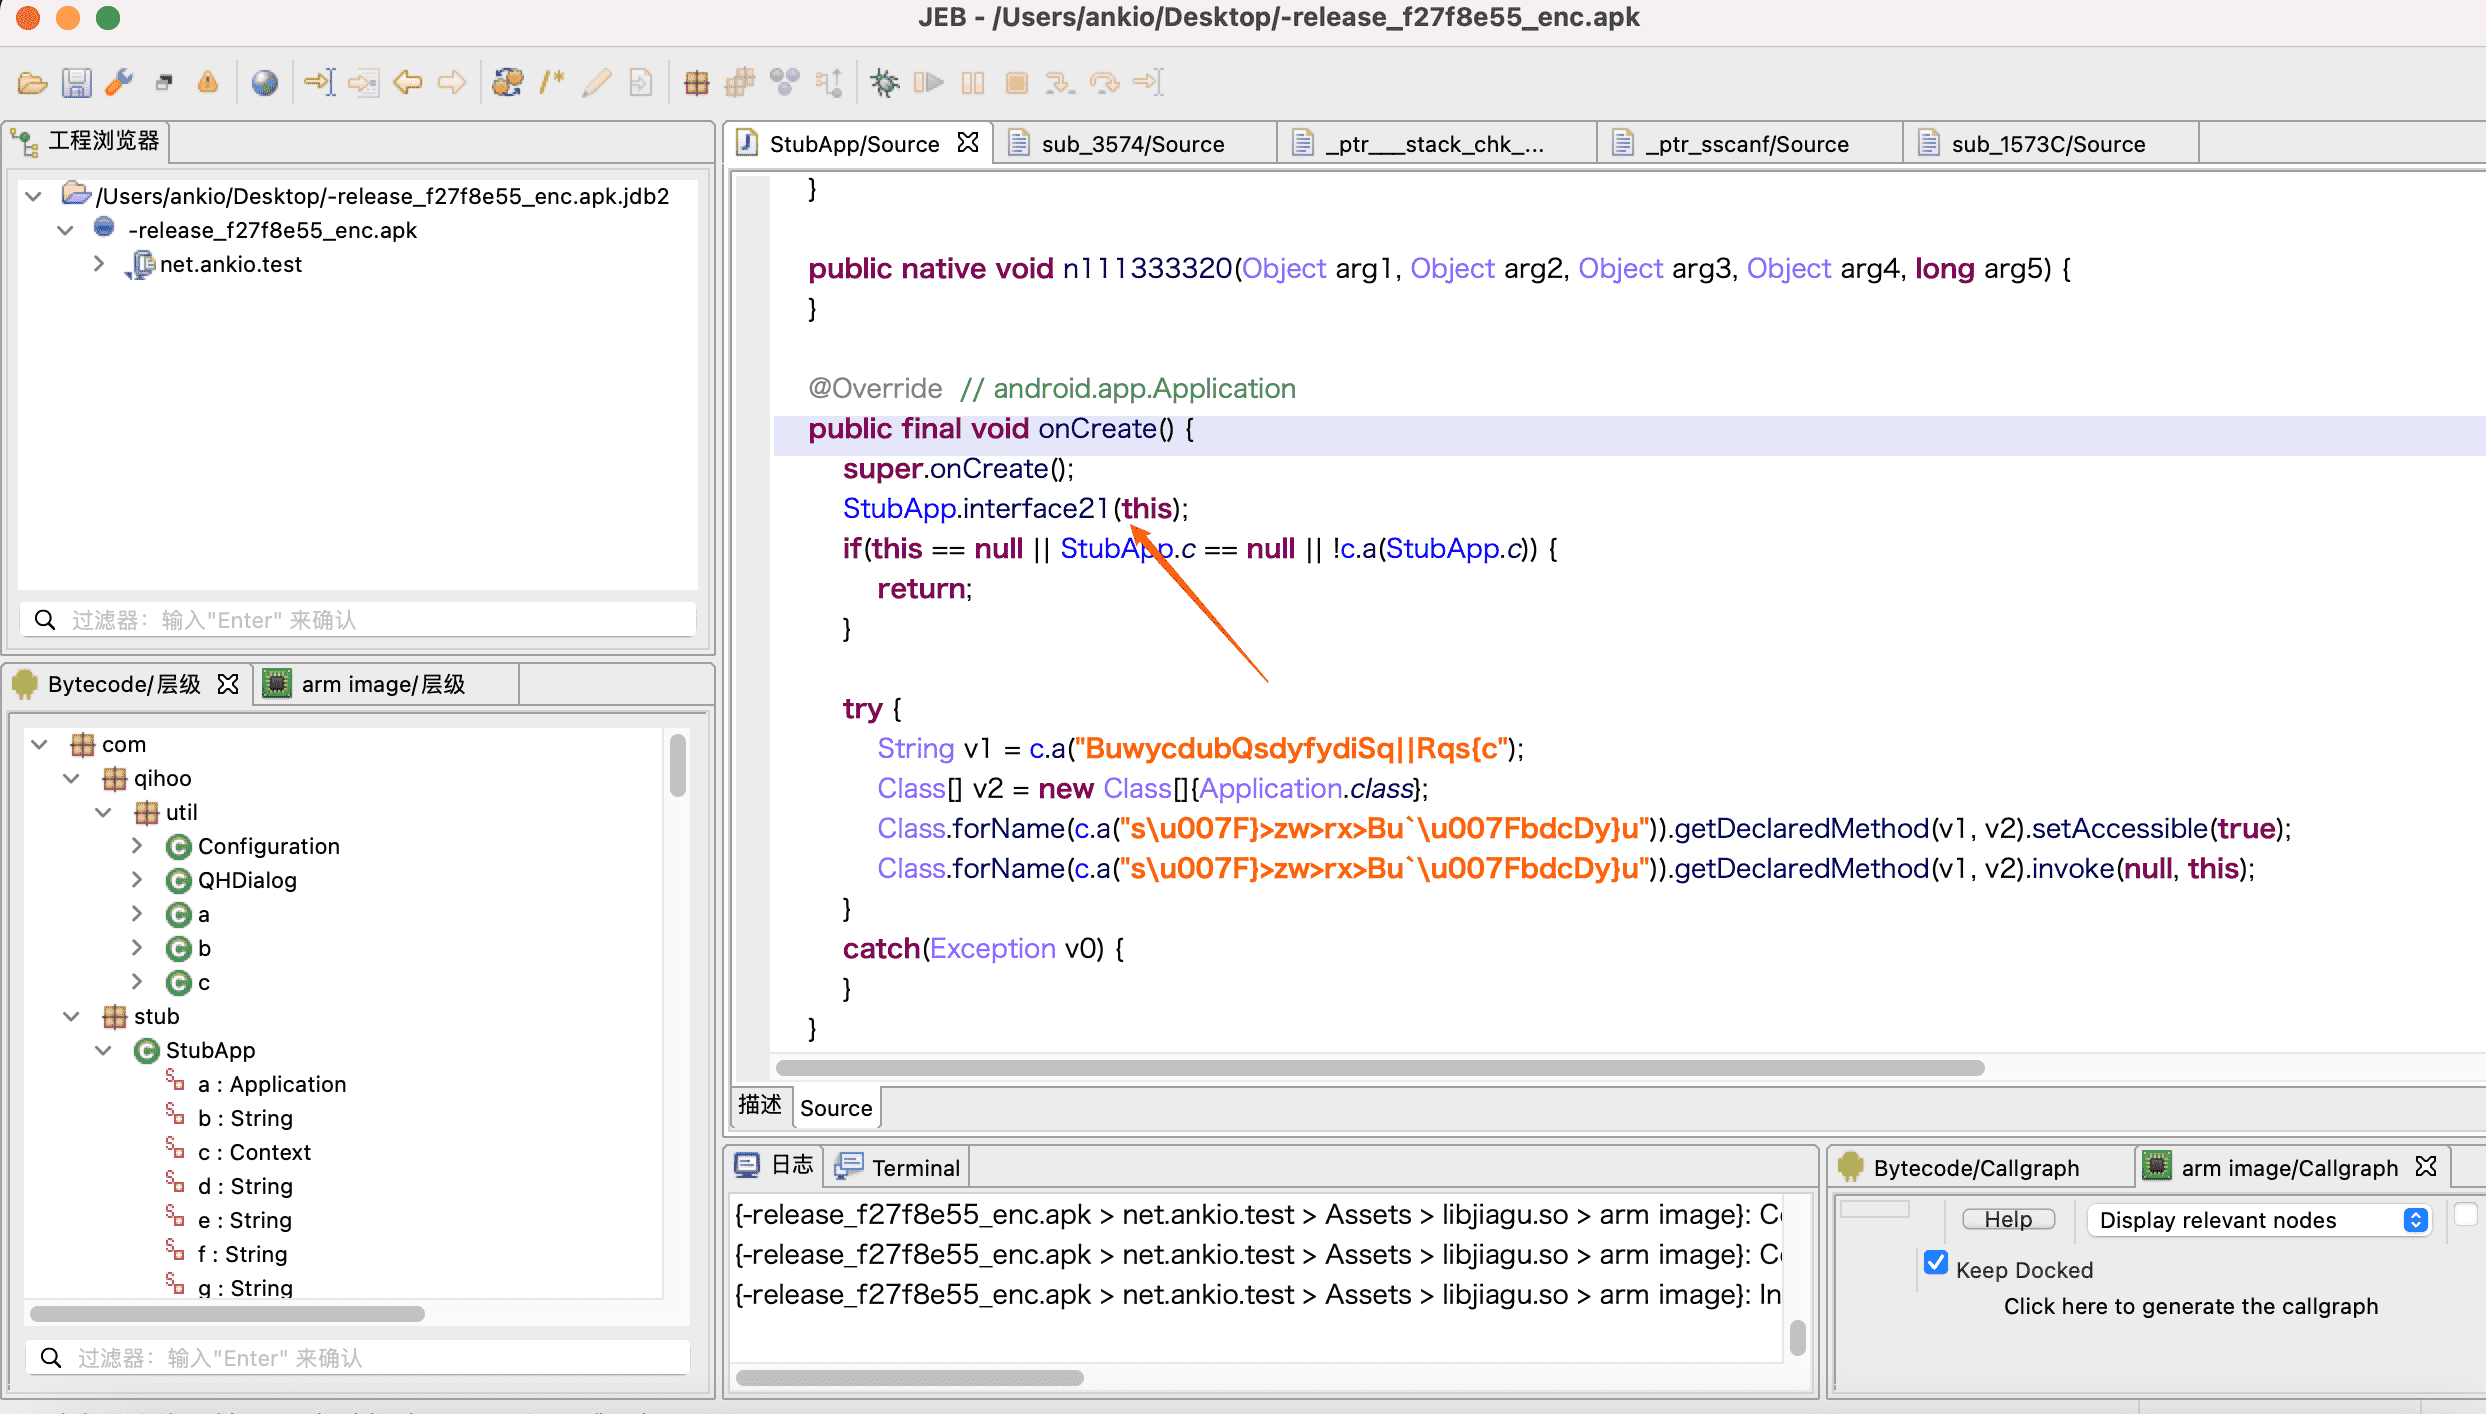 JEB - /Users/ankio/Desktop/-release_f27f8e55_enc.apk
工程浏览器
/Users/ankio/Desktop/-release_f27f8e55_enc.apk.jdb2
-release_f27f8e55_enc.apk
net.ankio.test
过滤器：输入"Enter" 来确认
Bytecode/层级
arm image/层级
com
qihoo
util
Configuration
QHDialog
a
b
c
stub
StubApp
a : Application
b : String
c : Context
d : String
e : String
f : String
g : String
过滤器：输入"Enter" 来确认
StubApp/Source
sub_3574/Source
_ptr___stack_chk_...
_ptr_sscanf/Source
sub_1573C/Source
}
public native void n111333320(Object arg1, Object arg2, Object arg3, Object arg4, long arg5) {
}
@Override  // android.app.Application
public final void onCreate() {
super.onCreate();
StubApp.interface21(this);
if(this == null || StubApp.c == null || !c.a(StubApp.c)) {
return;
}
try {
String v1 = c.a("BuwycdubQsdyfydiSq||Rqs{c");
Class[] v2 = new Class[]{Application.class};
Class.forName(c.a("s\u007F}>zw>rx>Bu`\u007FbdcDy}u")).getDeclaredMethod(v1, v2).setAccessible(true);
Class.forName(c.a("s\u007F}>zw>rx>Bu`\u007FbdcDy}u")).getDeclaredMethod(v1, v2).invoke(null, this);
}
catch(Exception v0) {
}
}
描述
Source
日志
Terminal
{-release_f27f8e55_enc.apk > net.ankio.test > Assets > libjiagu.so > arm image}: C
{-release_f27f8e55_enc.apk > net.ankio.test > Assets > libjiagu.so > arm image}: C
{-release_f27f8e55_enc.apk > net.ankio.test > Assets > libjiagu.so > arm image}: In
Bytecode/Callgraph
arm image/Callgraph
Help
Display relevant nodes
Keep Docked
Click here to generate the callgraph